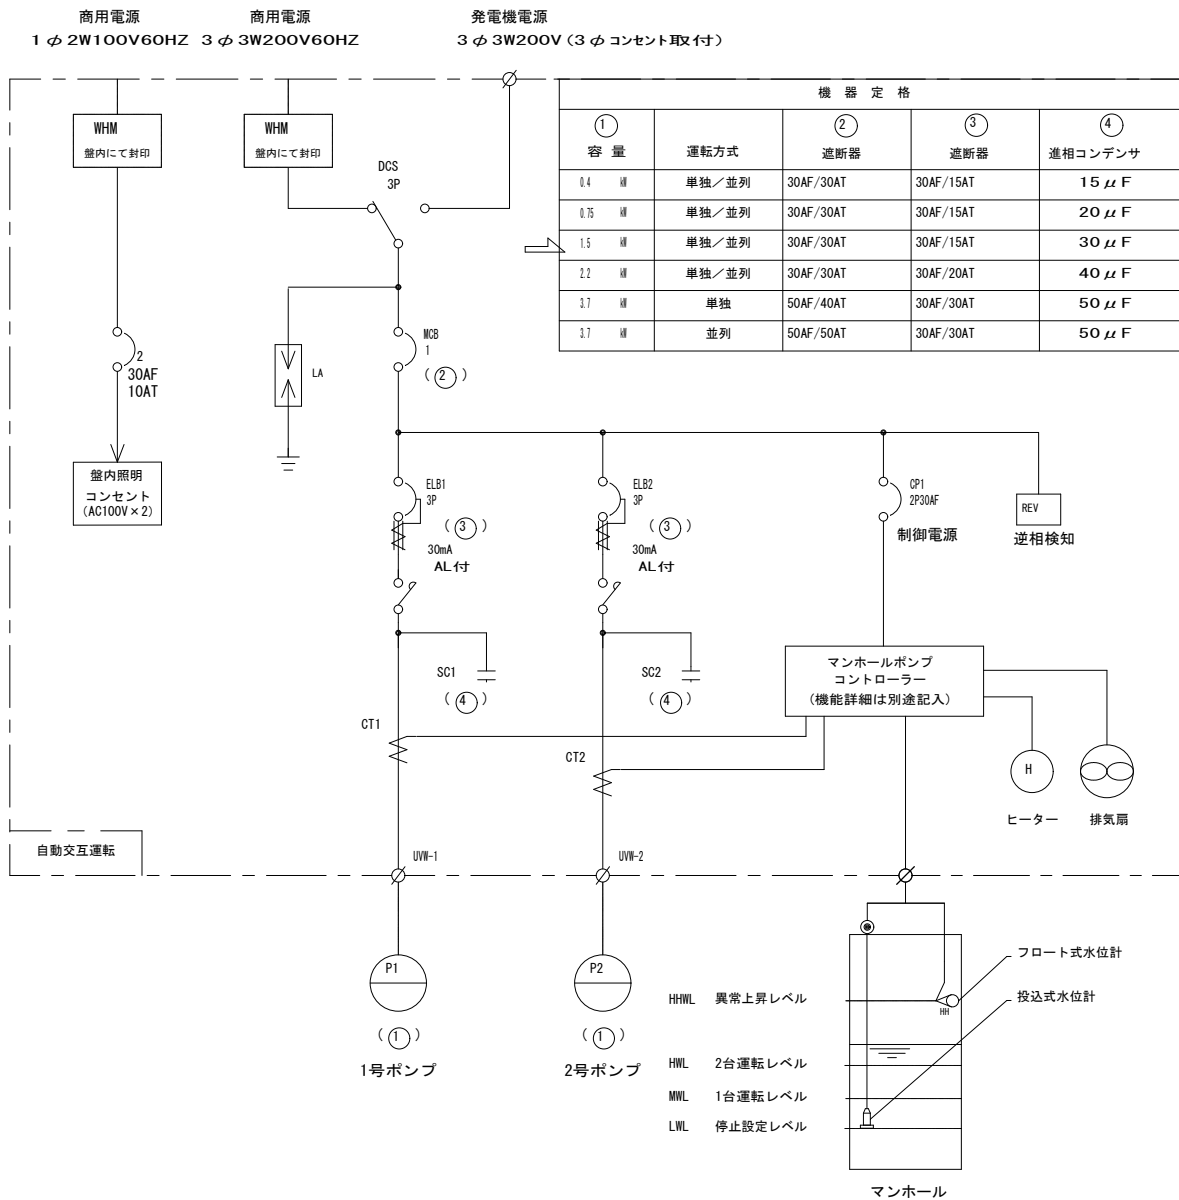 商用電源
1φ2W100V60HZ
商用電源
3φ3W200V60HZ
発電機電源
3φ3W200V(3φコンセント取付)
WHM
盤内にて封印
WHM
盤内にて封印
DCS
3P
機 器 定 格
① 容 量 運転方式 ② 遮断器 ③ 遮断器 ④ 進相コンデンサ
0.4 kW 単独／並列 30AF/30AT 30AF/15AT 15μF
0.75 kW 単独／並列 30AF/30AT 30AF/15AT 20μF
1.5 kW 単独／並列 30AF/30AT 30AF/15AT 30μF
2.2 kW 単独／並列 30AF/30AT 30AF/20AT 40μF
3.7 kW 単独 50AF/40AT 30AF/30AT 50μF
3.7 kW 並列 50AF/50AT 30AF/30AT 50μF
2
30AF
10AT
LA
MCB
1
(②)
盤内照明
コンセント
(AC100V×2)
ELB1
3P
(③)
30mA
AL付
ELB2
3P
(③)
30mA
AL付
CP1
2P30AF
制御電源
REV
逆相検知
SC1
(④)
SC2
(④)
マンホールポンプ
コントローラー
(機能詳細は別途記入)
CT1
CT2
H
ヒーター
排気扇
自動交互運転
UVW-1
UVW-2
P1
(①)
1号ポンプ
P2
(①)
2号ポンプ
フロート式水位計
投込式水位計
HH
HHWL 異常上昇レベル
HWL 2台運転レベル
MWL 1台運転レベル
LWL 停止設定レベル
マンホール